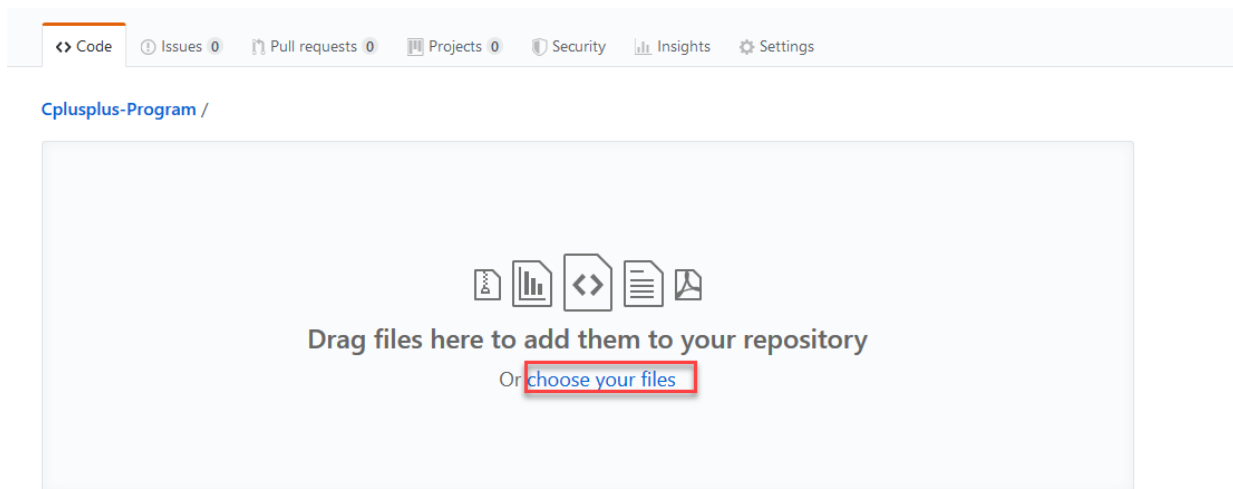 <> Code Issues 0 Pull requests 0 Projects 0 Security Insights Settings
Cplusplus-Program /
Drag files here to add them to your repository
Or choose your files